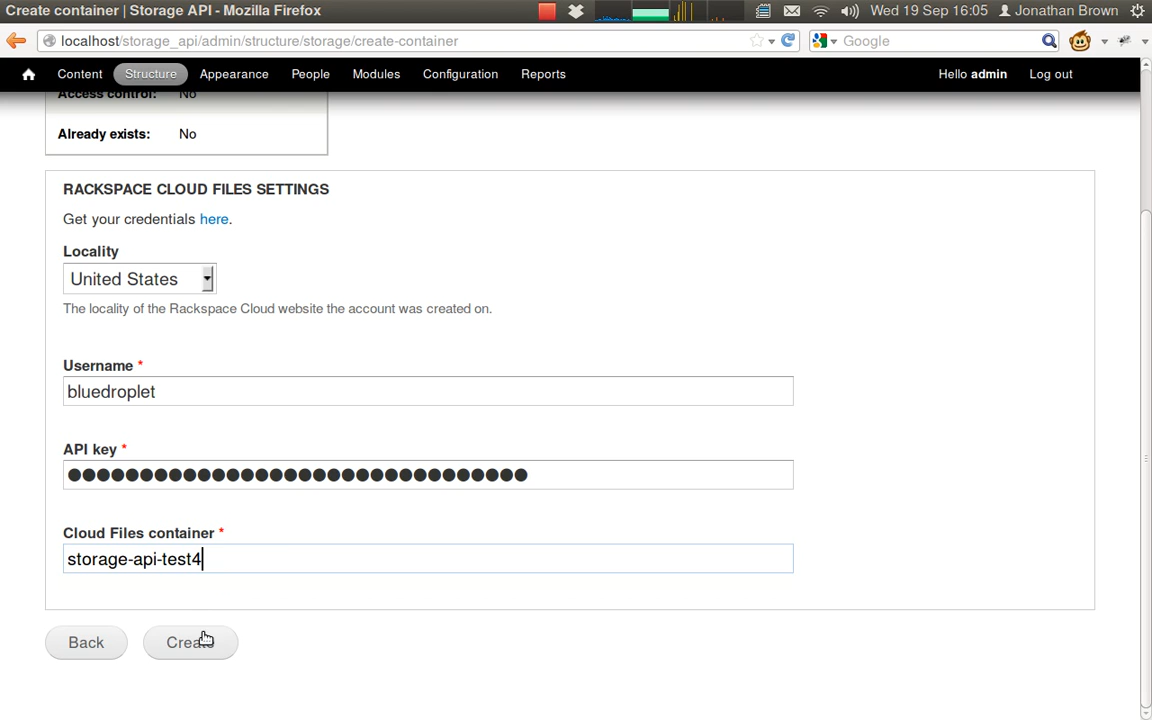 Create container | Storage API - Mozilla Firefox
Wed 19 Sep 16:05 Jonathan Brown
localhost/storage_api/admin/structure/storage/create-container
Google
Content Structure Appearance People Modules Configuration Reports Hello admin Log out
Access control: No
Already exists: No
RACKSPACE CLOUD FILES SETTINGS
Get your credentials here.
Locality
United States
The locality of the Rackspace Cloud website the account was created on.
Username *
bluedroplet
API key *
Cloud Files container *
storage-api-test4
Back Create